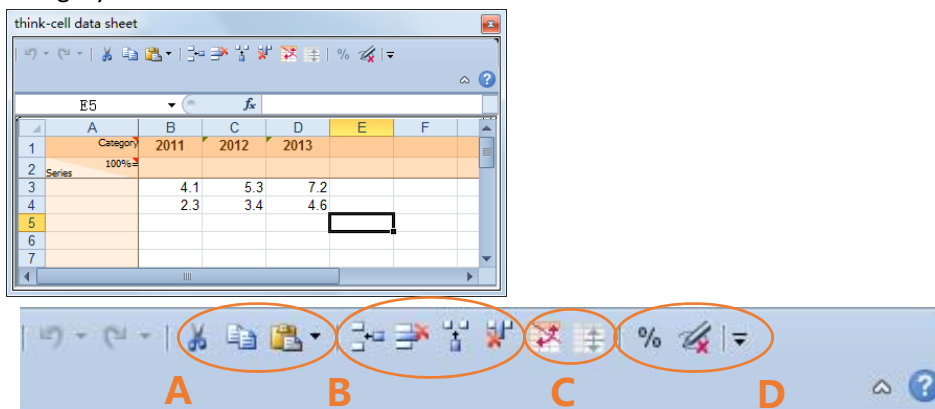 think-cell data sheet
%
E5 fx
A B C D E F
1 Category 2011 2012 2013
2 100%=
Series
3 4.1 5.3 7.2
4 2.3 3.4 4.6
5
6
7
%
A B C D